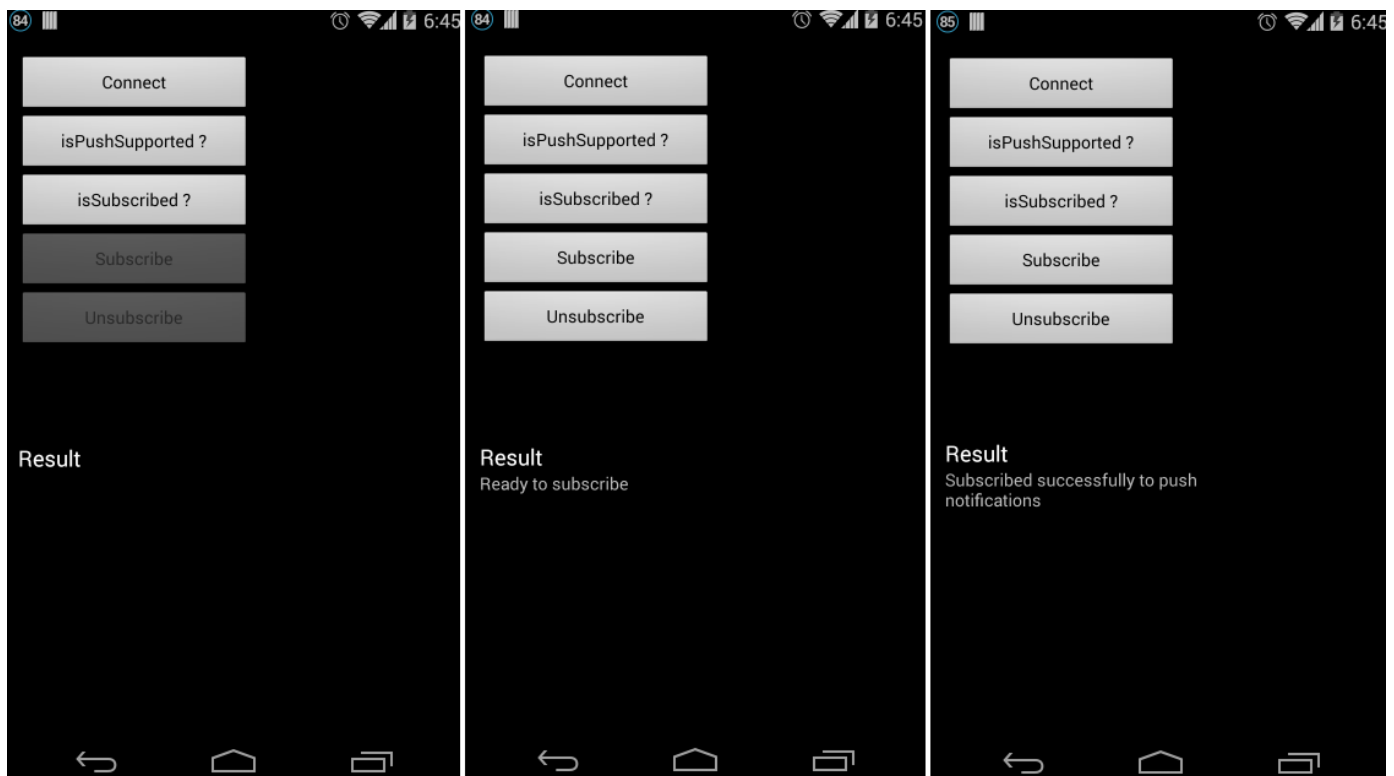 84 6:45
Connect
isPushSupported ?
isSubscribed ?
Subscribe
Unsubscribe
Result
84 6:45
Connect
isPushSupported ?
isSubscribed ?
Subscribe
Unsubscribe
Result
Ready to subscribe
85 6:45
Connect
isPushSupported ?
isSubscribed ?
Subscribe
Unsubscribe
Result
Subscribed successfully to push
notifications